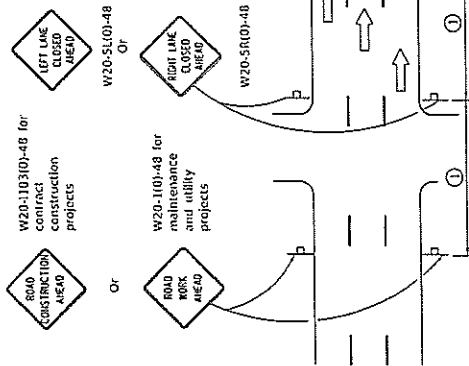 ROAD
CONSTRUCTION
AHEAD
W20-1103(0)-48 for
contract
construction
projects
Or
ROAD
WORK
AHEAD
W20-1(0)-48 for
maintenance
and utility
projects
LEFT LANE
CLOSED
AHEAD
W20-5L(0)-48
Or
RIGHT LANE
CLOSED
AHEAD
W20-5R(0)-48
1
1